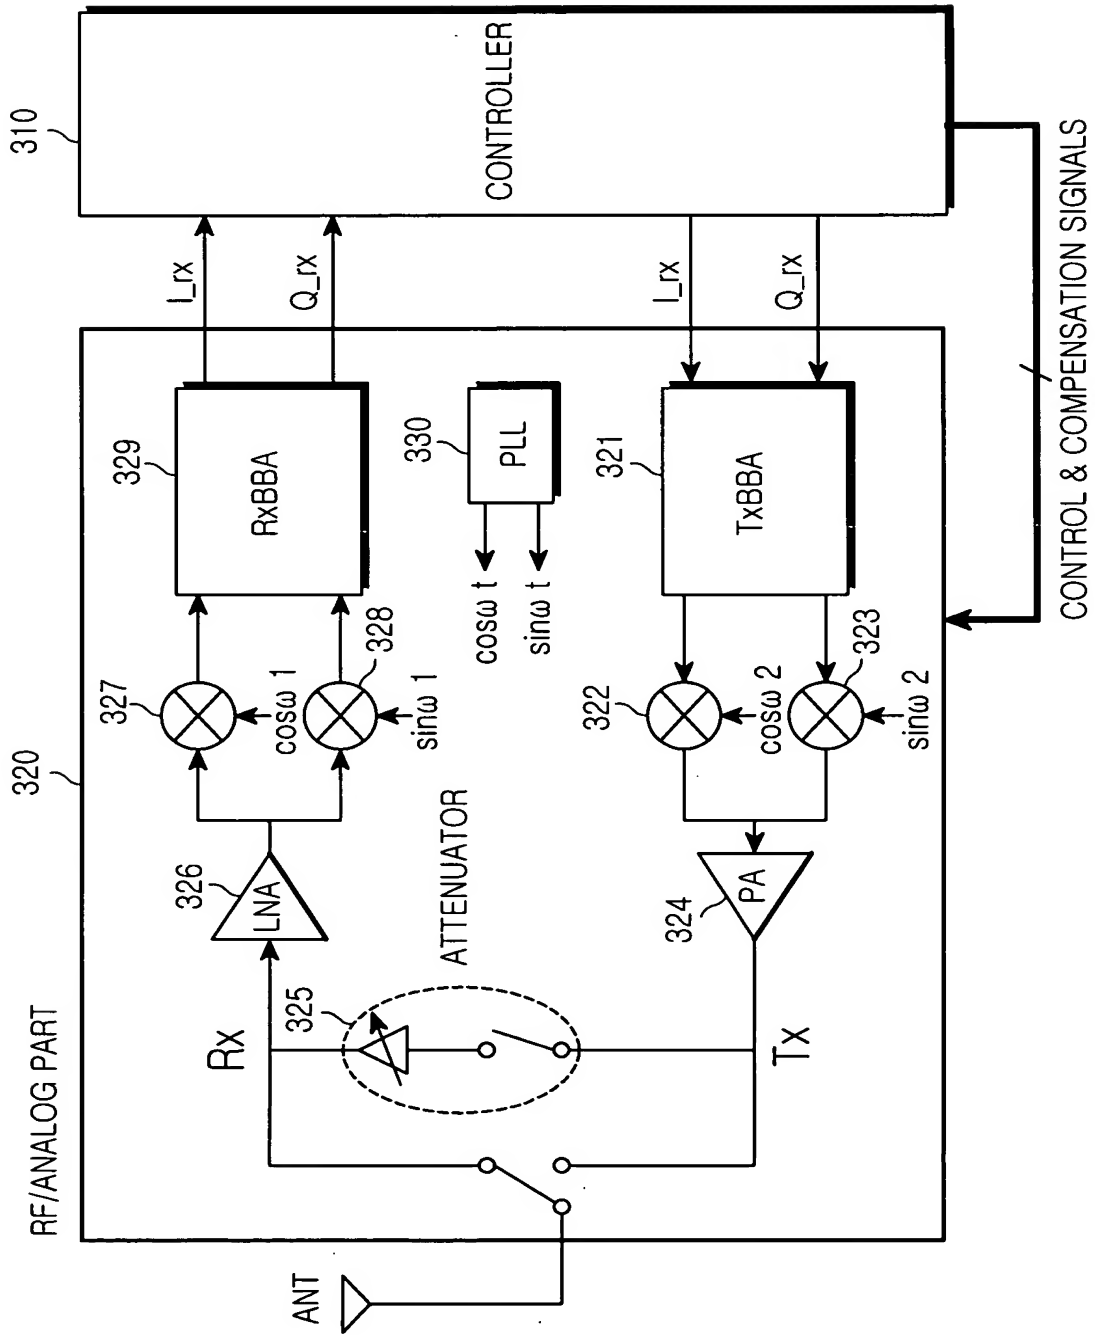 RF/ANALOG PART
320
310
ANT
Rx
326
LNA
327
cosω 1
328
sinω 1
329
RxBBA
I_rx
Q_rx
CONTROLLER
325
ATTENUATOR
330
PLL
cosω t
sinω t
Tx
324
PA
322
cosω 2
323
sinω 2
321
TxBBA
I_rx
Q_rx
CONTROL & COMPENSATION SIGNALS